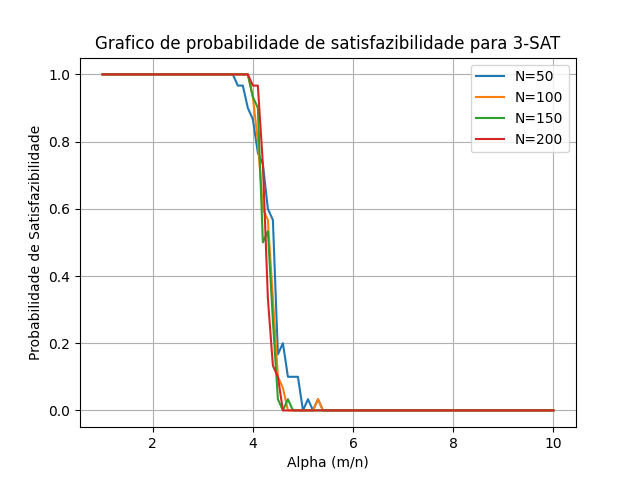 Grafico de probabilidade de satisfazibilidade para 3-SAT
N=50
N=100
N=150
N=200
Probabilidade de Satisfazibilidade
1.0
0.8
0.6
0.4
0.2
0.0
2 4 6 8 10
Alpha (m/n)